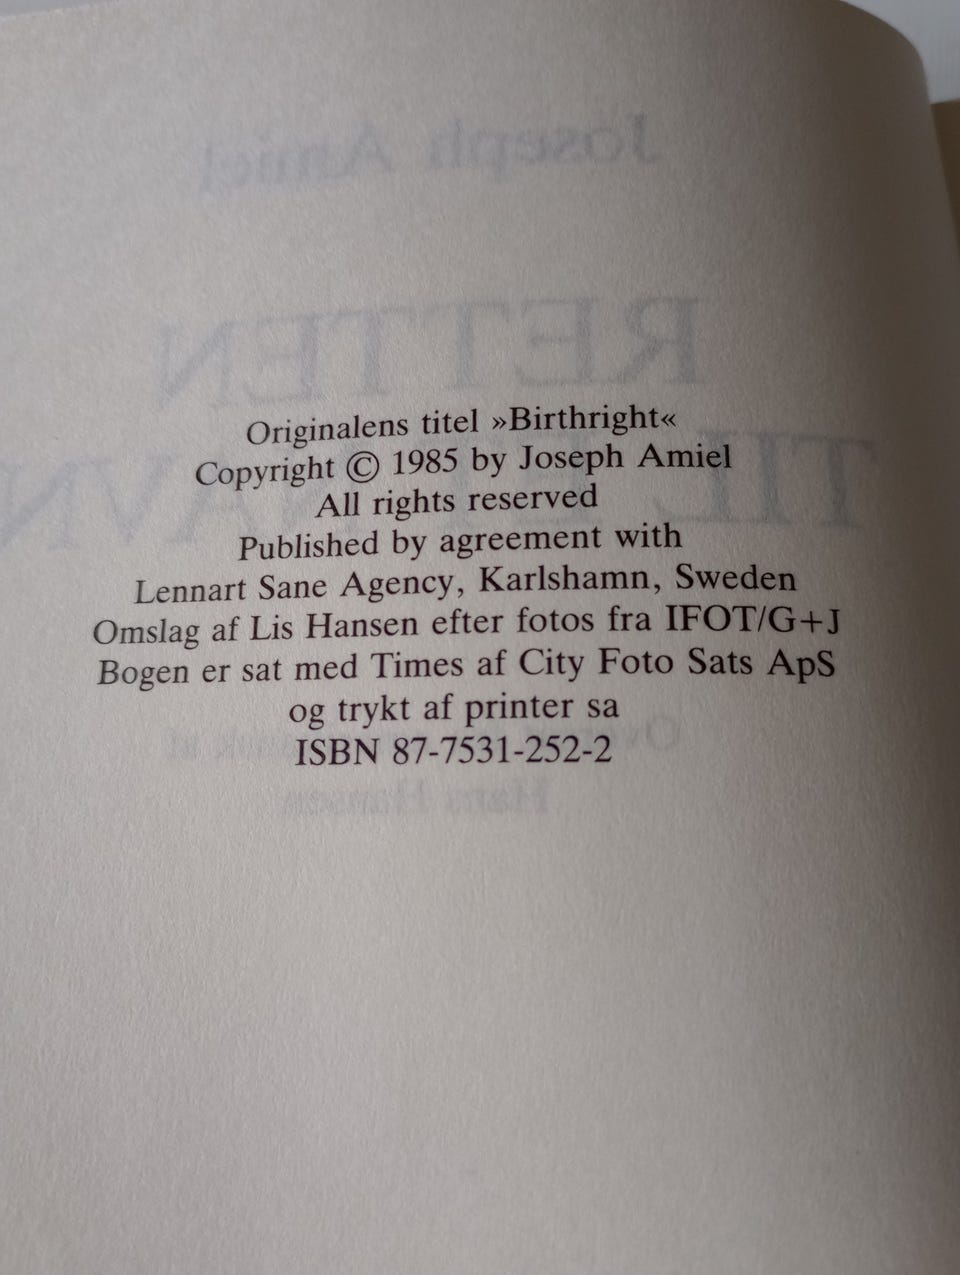 Originalens titel »Birthright«
Copyright © 1985 by Joseph Amiel
All rights reserved
Published by agreement with
Lennart Sane Agency, Karlshamn, Sweden
Omslag af Lis Hansen efter fotos fra IFOT/G+J
Bogen er sat med Times af City Foto Sats ApS
og trykt af printer sa
ISBN 87-7531-252-2